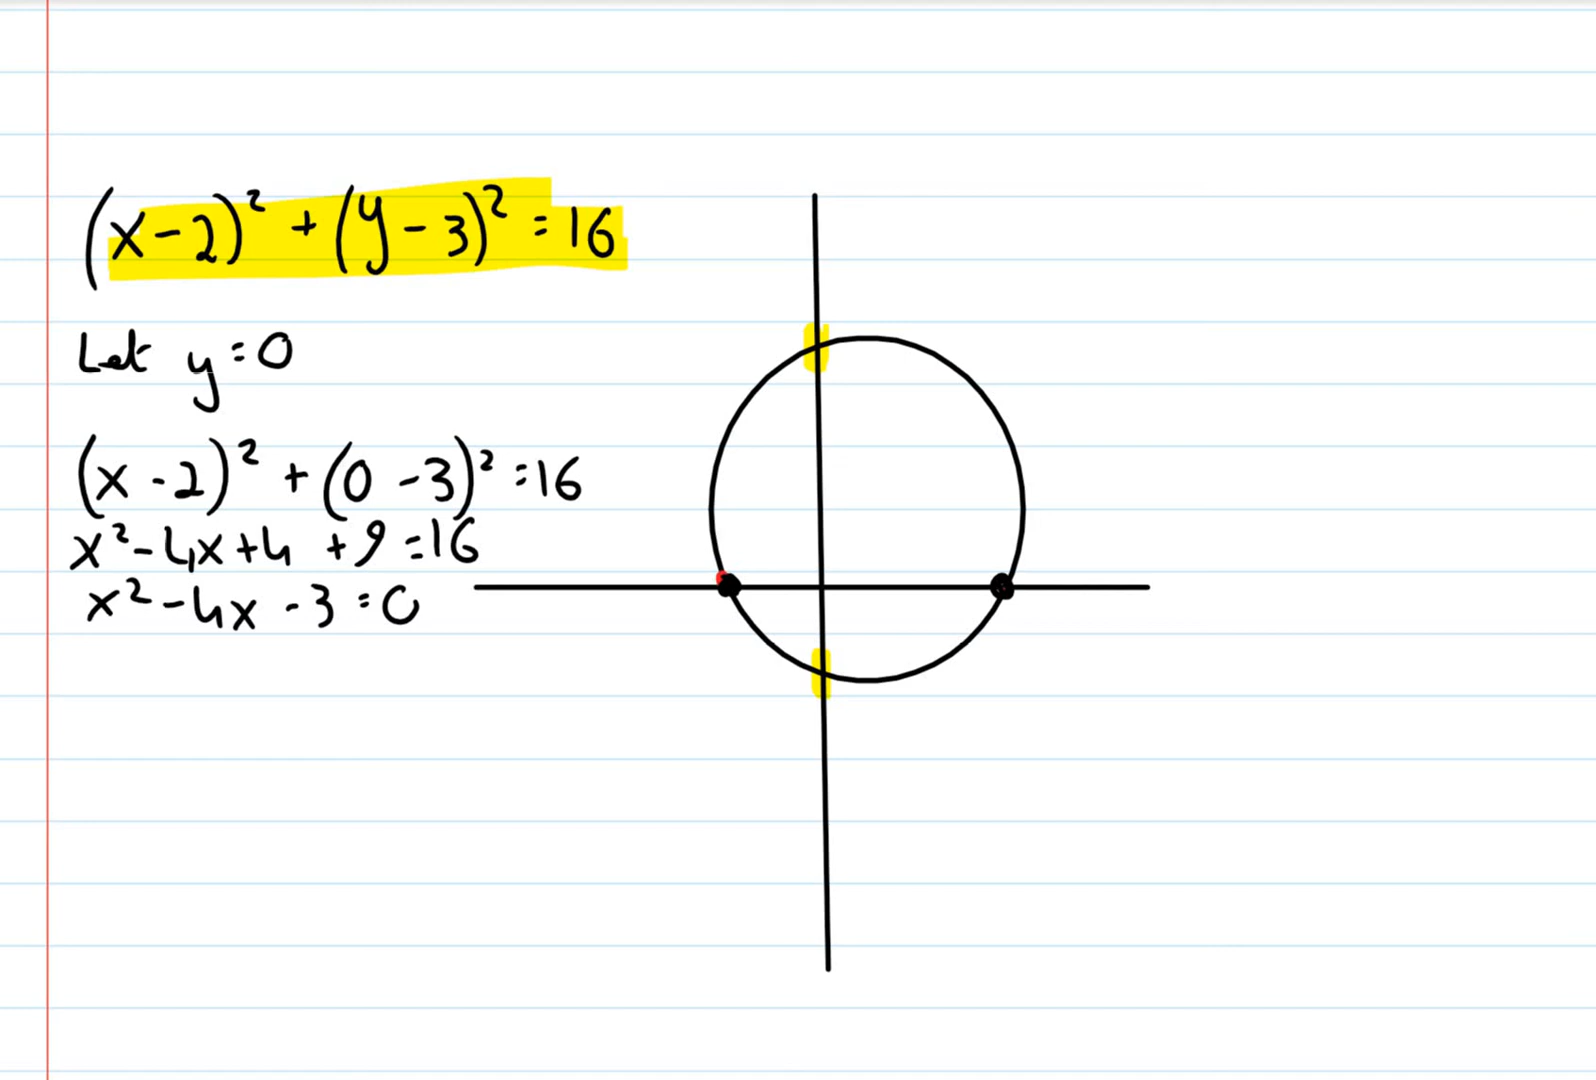 (x-2)² + (y-3)² = 16
Let y=0
(x-2)² + (0-3)² = 16
x²-4x+4 +9 = 16
x²-4x-3=0